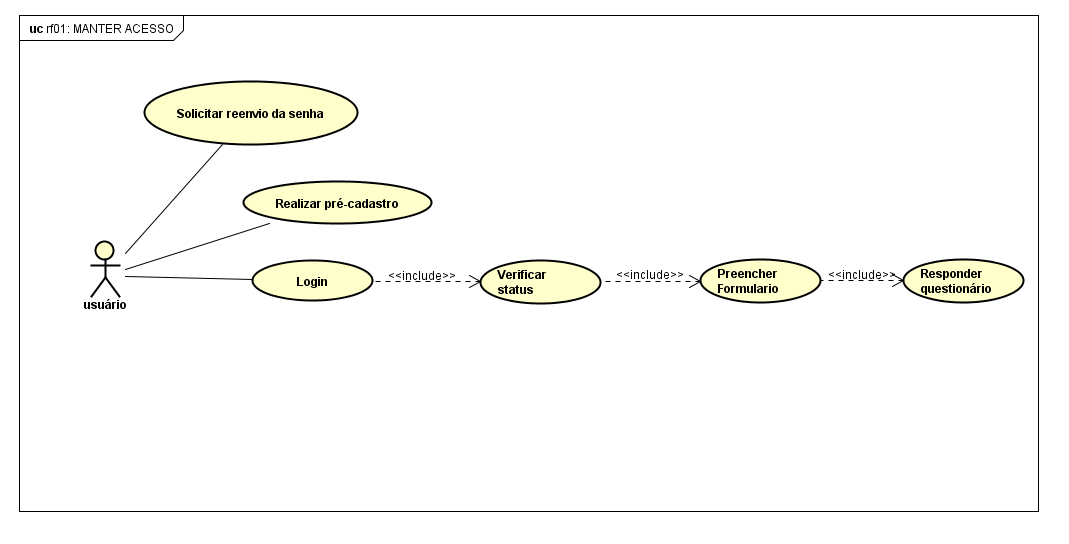 uc rf01: MANTER ACESSO
Solicitar reenvio da senha
Realizar pré-cadastro
usuário
Login
<<include>>
Verificar
status
<<include>>
Preencher
Formulario
<<include>>
Responder
questionário